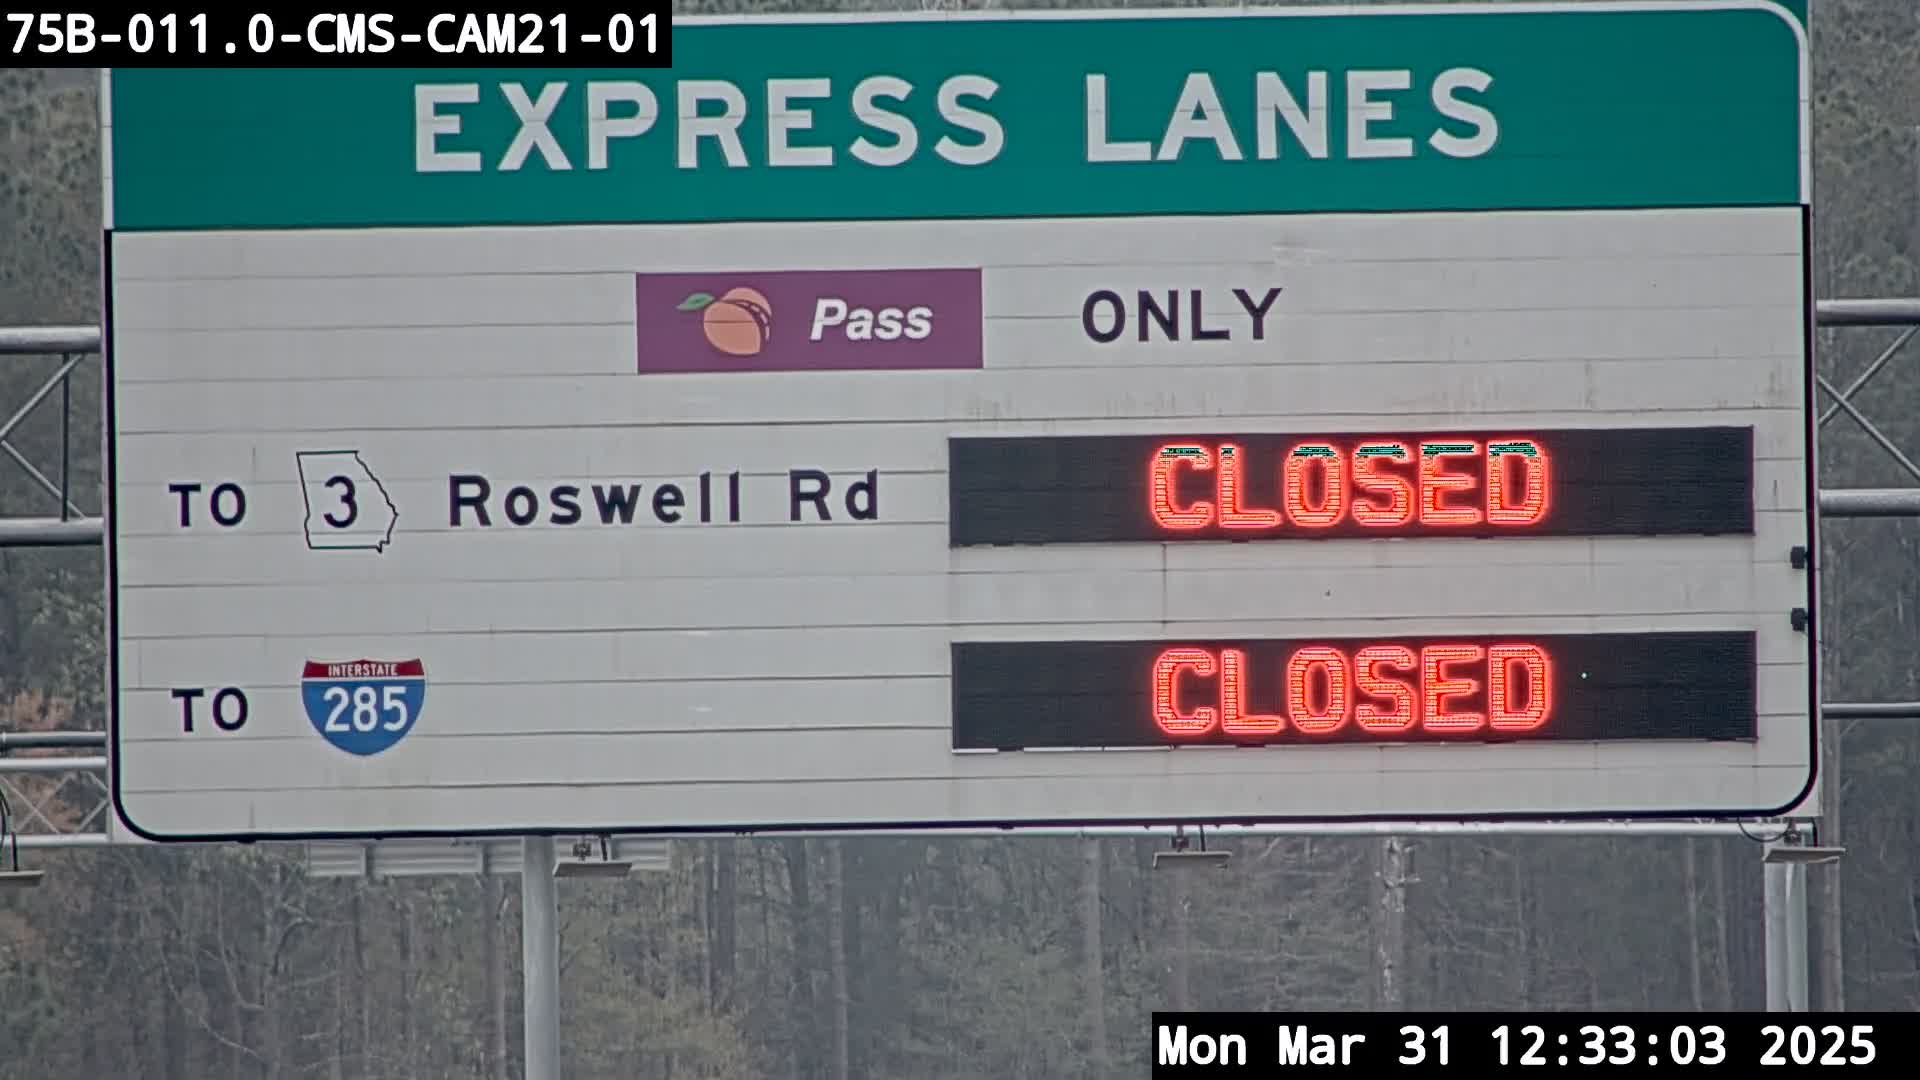 75B-011.0-CMS-CAM21-01
EXPRESS LANES
Pass ONLY
TO 3 Roswell Rd CLOSED
INTERSTATE
TO 285 CLOSED
Mon Mar 31 12:33:03 2025